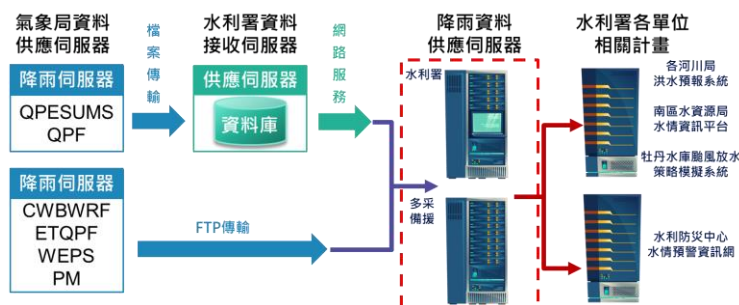 氣象局資料
供應伺服器
檔案傳輸
水利署資料
接收伺服器
網路服務
降雨資料
供應伺服器
水利署各單位
相關計畫
降雨伺服器
QPESUMS
QPF
供應伺服器
資料庫
水利署
各河川局
洪水預報系統
南區水資源局
水情資訊平台
牡丹水庫颱風放水
策略模擬系統
降雨伺服器
CWBWRF
ETQPF
WEPS
PM
FTP傳輸
多采
備援
水利防災中心
水情預警資訊網